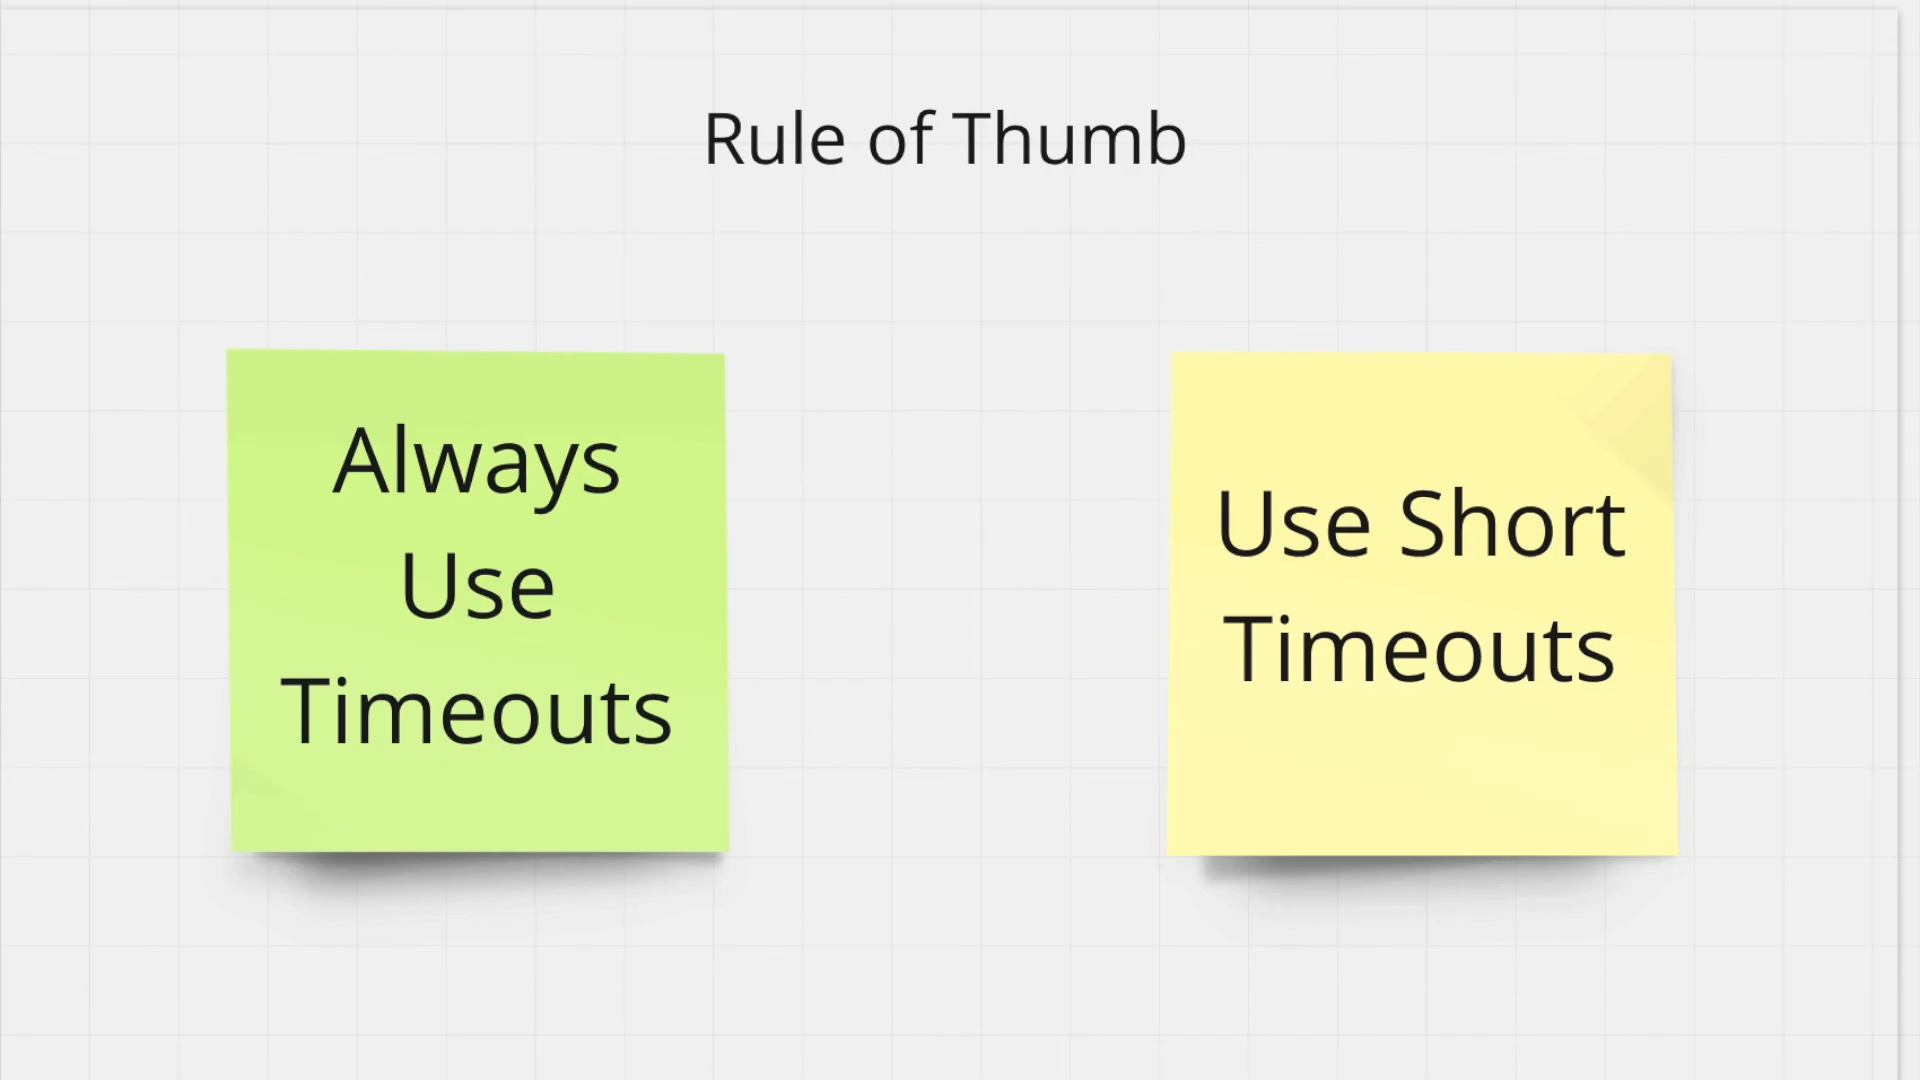 Rule of Thumb
Always
Use
Timeouts
Use Short
Timeouts